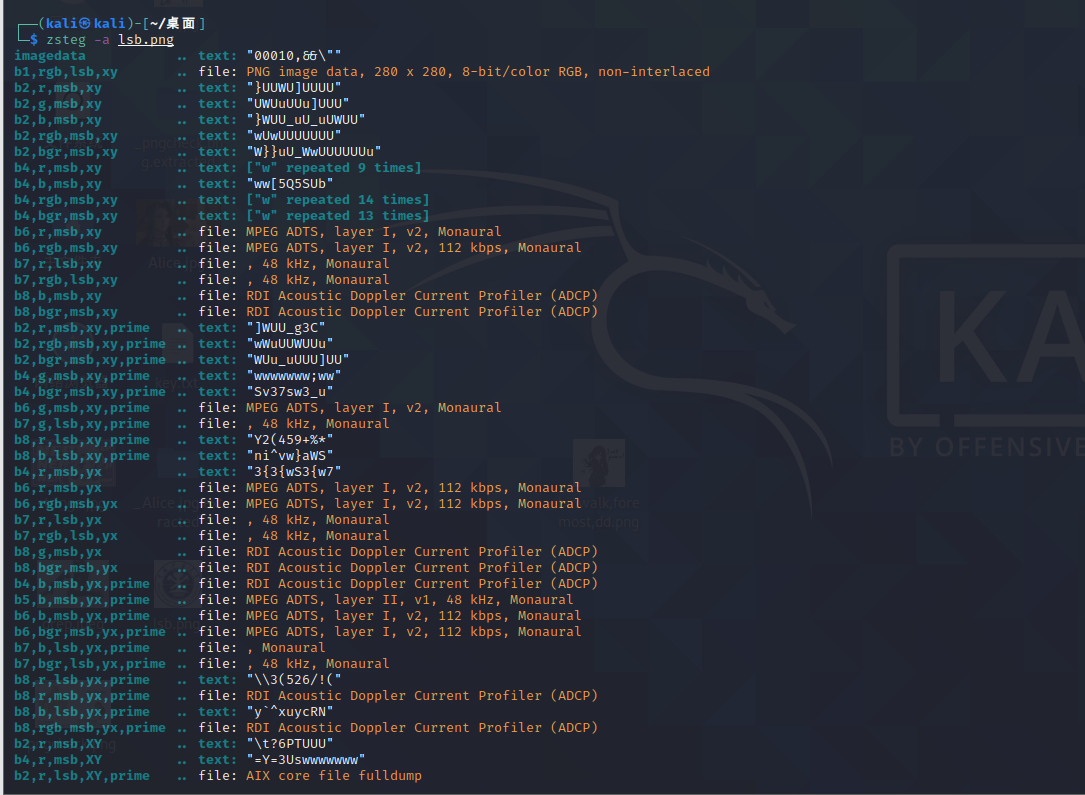 ┌──(kali㉿kali)-[~/桌面]
└─$ zsteg -a lsb.png
imagedata .. text: "00010,&&\""
b1,rgb,lsb,xy .. file: PNG image data, 280 x 280, 8-bit/color RGB, non-interlaced
b2,r,msb,xy .. text: "}UUWU]UUUU"
b2,g,msb,xy .. text: "UWUuUUu]UUU"
b2,b,msb,xy .. text: "}WUU_uU_uUWUU"
b2,rgb,msb,xy .. text: "wUwUUUUUUU"
b2,bgr,msb,xy .. text: "W}}uU_WwUUUUUUu"
b4,r,msb,xy .. text: ["w" repeated 9 times]
b4,b,msb,xy .. text: "ww[5Q5SUb"
b4,rgb,msb,xy .. text: ["w" repeated 14 times]
b4,bgr,msb,xy .. text: ["w" repeated 13 times]
b6,r,msb,xy .. file: MPEG ADTS, layer I, v2, Monaural
b6,rgb,msb,xy .. file: MPEG ADTS, layer I, v2, 112 kbps, Monaural
b7,r,lsb,xy .. file: , 48 kHz, Monaural
b7,rgb,lsb,xy .. file: , 48 kHz, Monaural
b8,b,msb,xy .. file: RDI Acoustic Doppler Current Profiler (ADCP)
b8,bgr,msb,xy .. file: RDI Acoustic Doppler Current Profiler (ADCP)
b2,r,msb,xy,prime .. text: "]WUU_g3C"
b2,rgb,msb,xy,prime .. text: "wWuUUWUUu"
b2,bgr,msb,xy,prime .. text: "WUu_uUUU]UU"
b4,g,msb,xy,prime .. text: "wwwwwww;ww"
b4,bgr,msb,xy,prime .. text: "Sv37sw3_u"
b6,g,msb,xy,prime .. file: MPEG ADTS, layer I, v2, Monaural
b7,g,lsb,xy,prime .. file: , 48 kHz, Monaural
b8,r,lsb,xy,prime .. text: "Y2(459+%*"
b8,b,lsb,xy,prime .. text: "ni^vw}aWS"
b4,r,msb,yx .. text: "3{3{wS3{w7"
b6,r,msb,yx .. file: MPEG ADTS, layer I, v2, 112 kbps, Monaural
b6,rgb,msb,yx .. file: MPEG ADTS, layer I, v2, 112 kbps, Monaural
b7,r,lsb,yx .. file: , 48 kHz, Monaural
b7,rgb,lsb,yx .. file: , 48 kHz, Monaural
b8,g,msb,yx .. file: RDI Acoustic Doppler Current Profiler (ADCP)
b8,bgr,msb,yx .. file: RDI Acoustic Doppler Current Profiler (ADCP)
b4,b,msb,yx,prime .. file: RDI Acoustic Doppler Current Profiler (ADCP)
b5,b,msb,yx,prime .. file: MPEG ADTS, layer II, v1, 48 kHz, Monaural
b6,b,msb,yx,prime .. file: MPEG ADTS, layer I, v2, 112 kbps, Monaural
b6,bgr,msb,yx,prime .. file: MPEG ADTS, layer I, v2, 112 kbps, Monaural
b7,b,lsb,yx,prime .. file: , Monaural
b7,bgr,lsb,yx,prime .. file: , 48 kHz, Monaural
b8,r,lsb,yx,prime .. text: "\\3(526/!("
b8,r,msb,yx,prime .. file: RDI Acoustic Doppler Current Profiler (ADCP)
b8,b,lsb,yx,prime .. text: "y`^xuycRN"
b8,rgb,msb,yx,prime .. file: RDI Acoustic Doppler Current Profiler (ADCP)
b2,r,msb,XY .. text: "\t?6PTUUU"
b4,r,msb,XY .. text: "=Y=3Uswwwwwww"
b2,r,lsb,XY,prime .. file: AIX core file fulldump
KA
BY OFFENSIVE